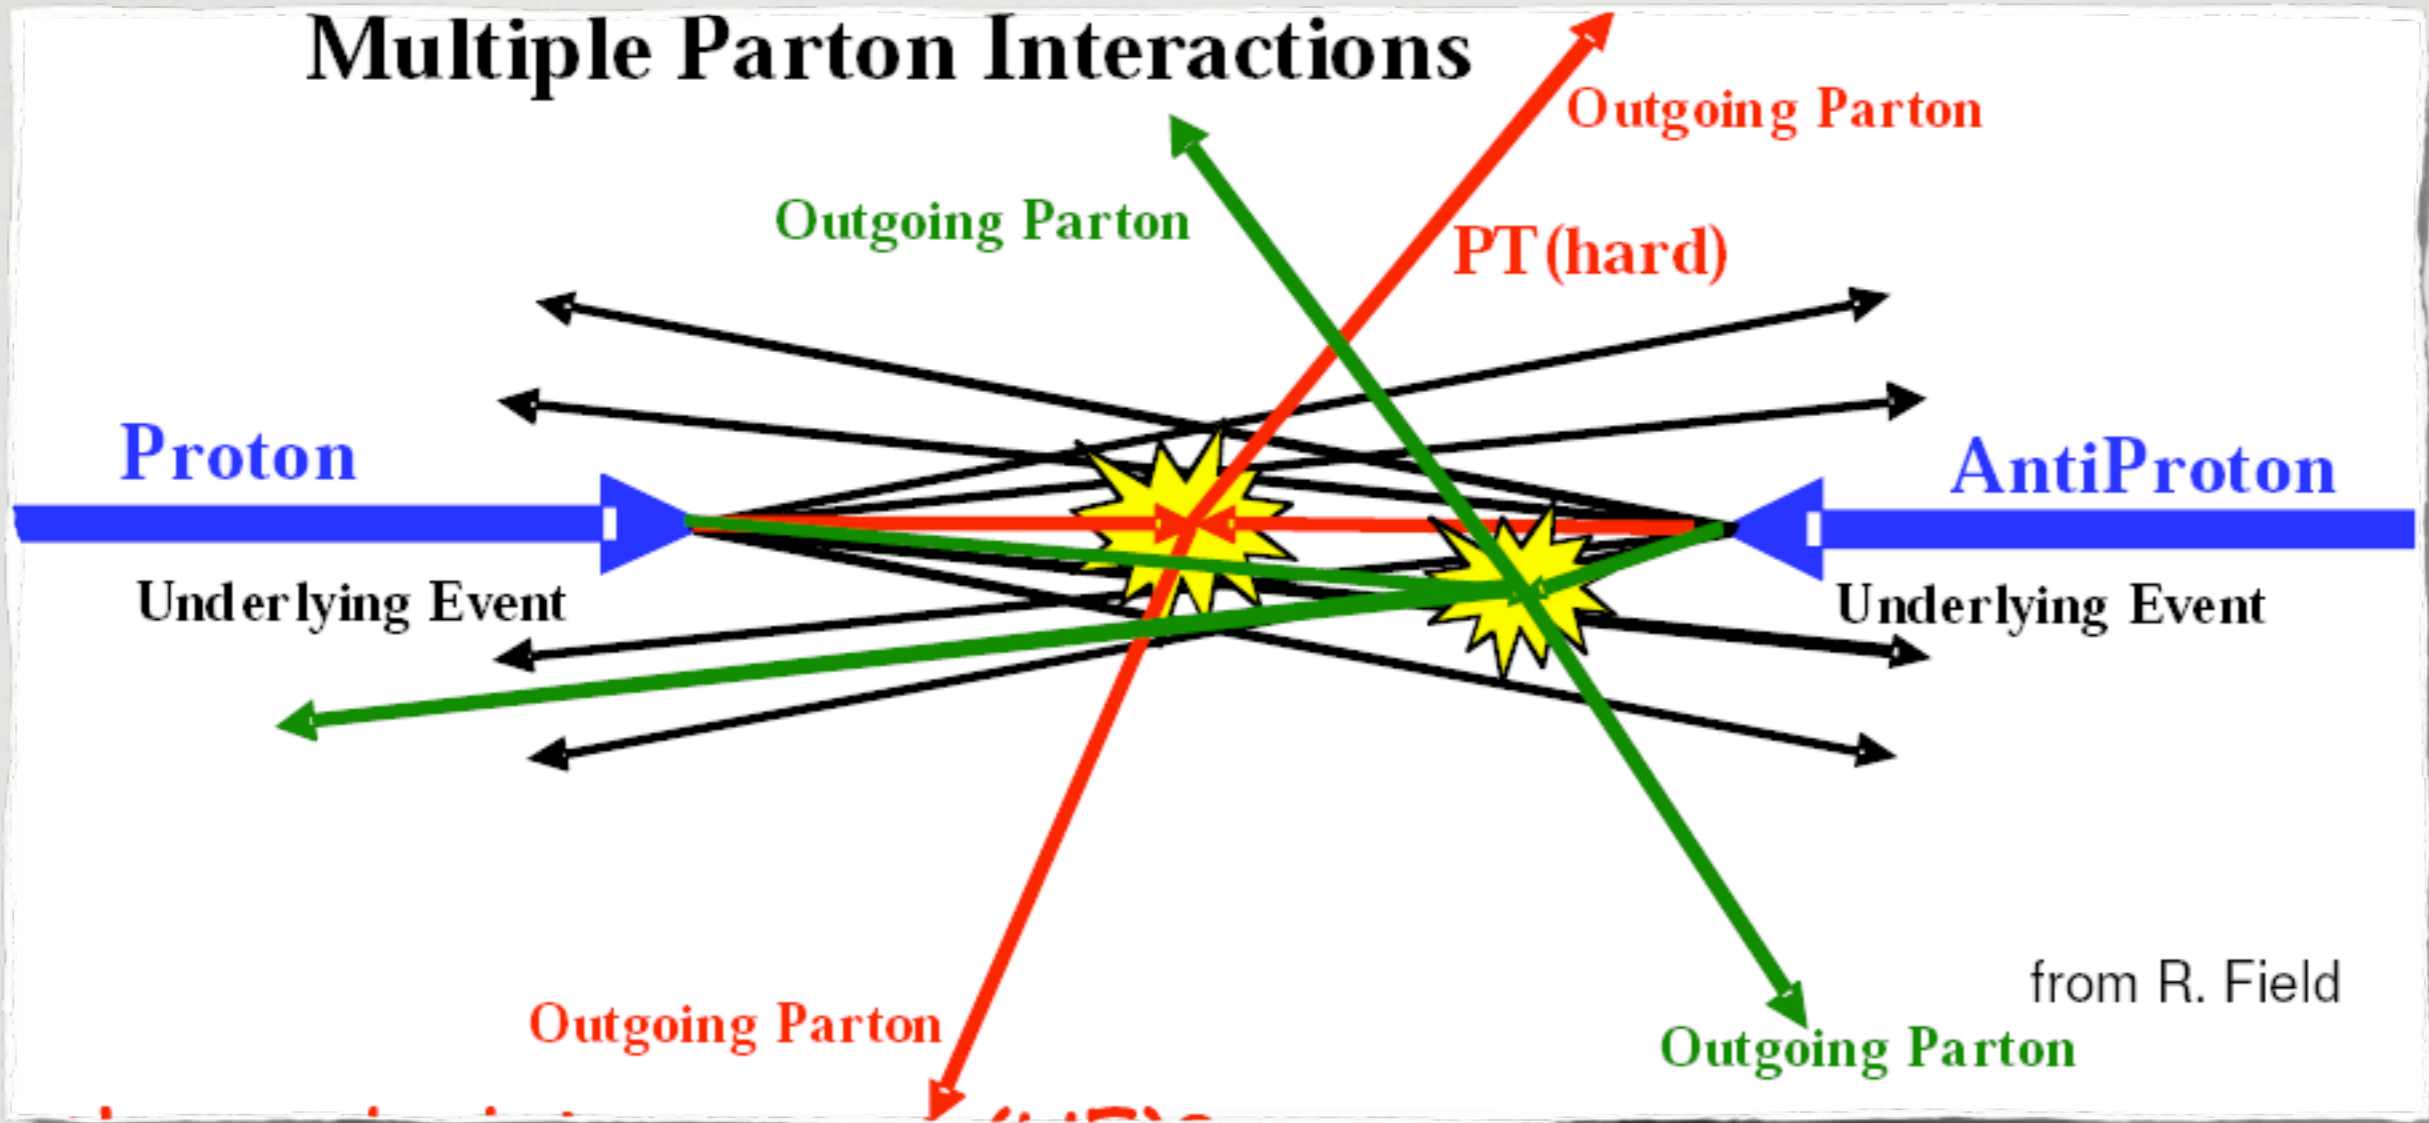 Multiple Parton Interactions
Outgoing Parton
Outgoing Parton
PT(hard)
Proton
AntiProton
Underlying Event
Underlying Event
from R. Field
Outgoing Parton
Outgoing Parton